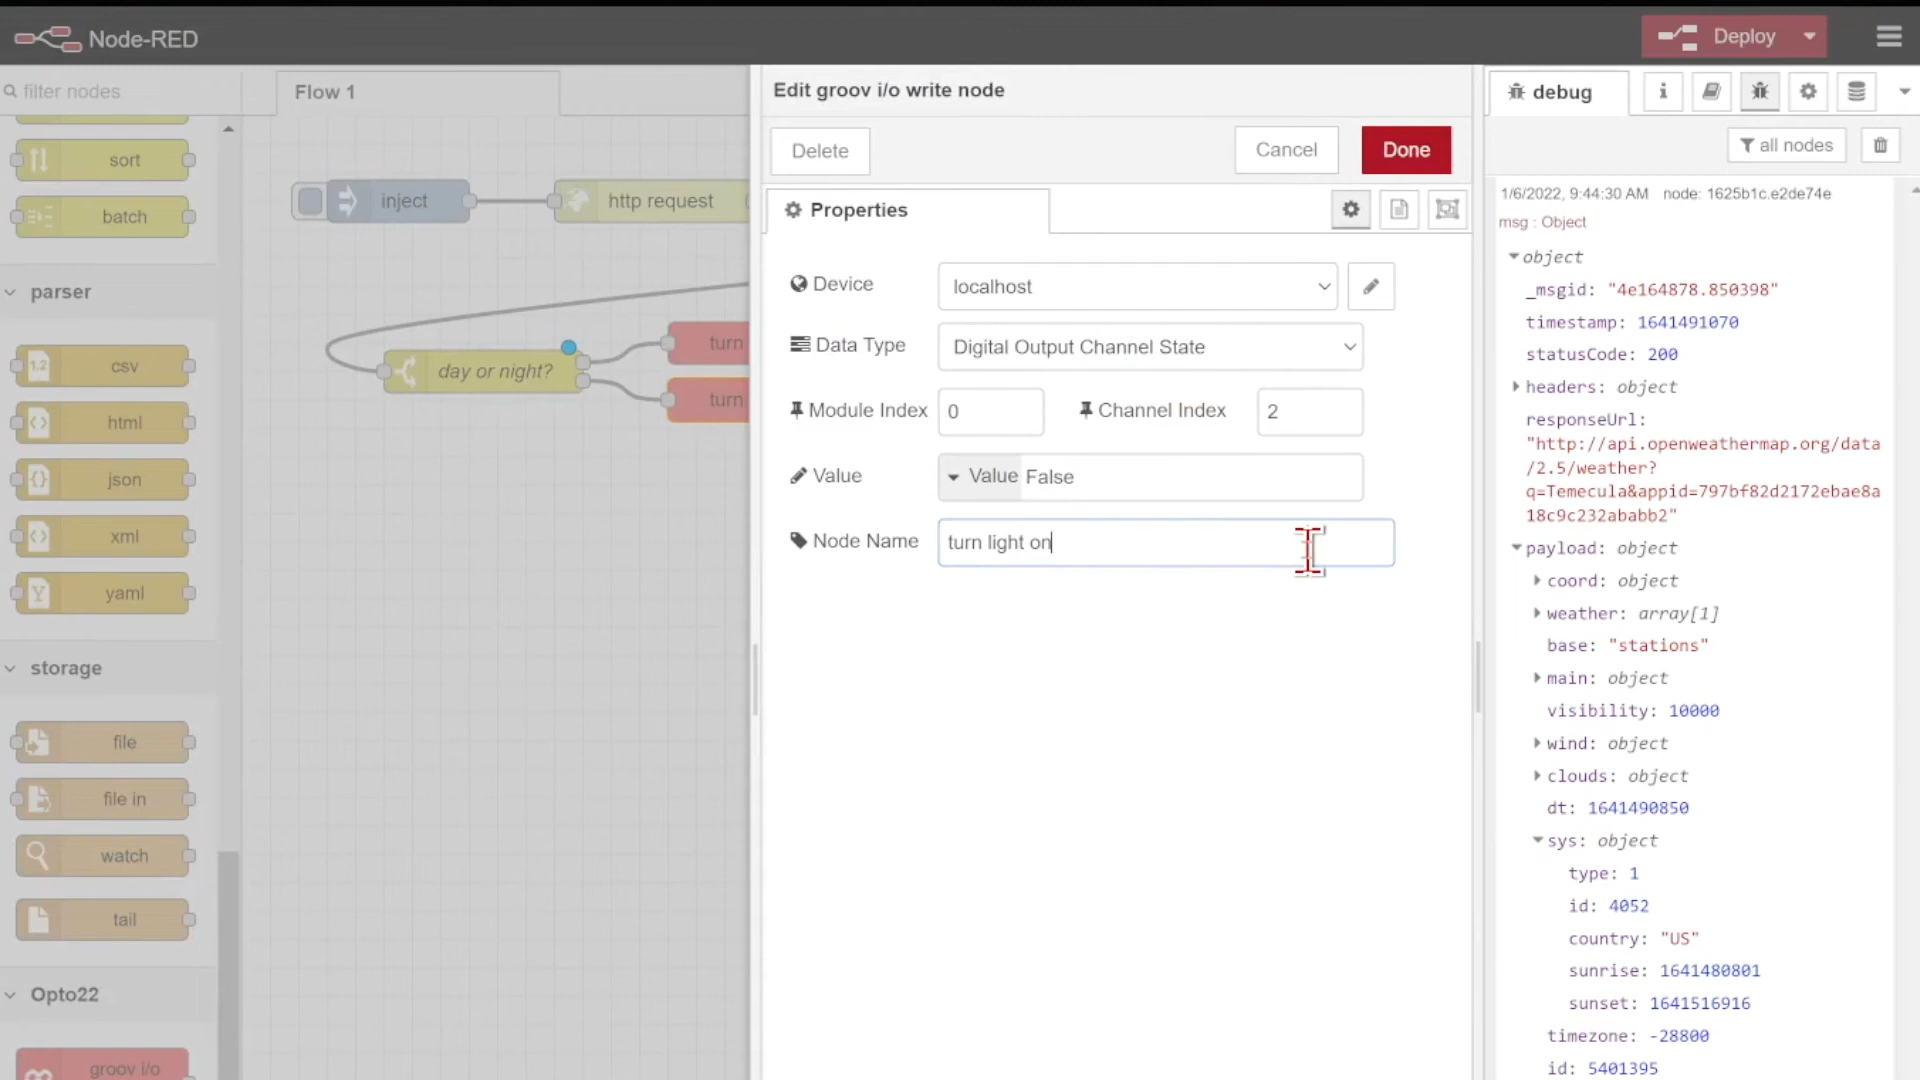 Node-RED
Deploy
filter nodes
sort
batch
parser
csv
html
json
xml
yaml
storage
file
file in
watch
tail
Opto22
groov i/o
Flow 1
inject
http request
day or night?
turn
turn
Edit groov i/o write node
Delete
Cancel
Done
Properties
Device
localhost
Data Type
Digital Output Channel State
Module Index
0
Channel Index
2
Value
Value False
Node Name
turn light on
debug
all nodes
1/6/2022, 9:44:30 AM node: 1625b1c.e2de74e
msg : Object
object
_msgid: "4e164878.850398"
timestamp: 1641491070
statusCode: 200
headers: object
responseUrl:
"http://api.openweathermap.org/data
/2.5/weather?
q=Temecula&appid=797bf82d2172ebae8a
18c9c232ababb2"
payload: object
coord: object
weather: array[1]
base: "stations"
main: object
visibility: 10000
wind: object
clouds: object
dt: 1641490850
sys: object
type: 1
id: 4052
country: "US"
sunrise: 1641480801
sunset: 1641516916
timezone: -28800
id: 5401395